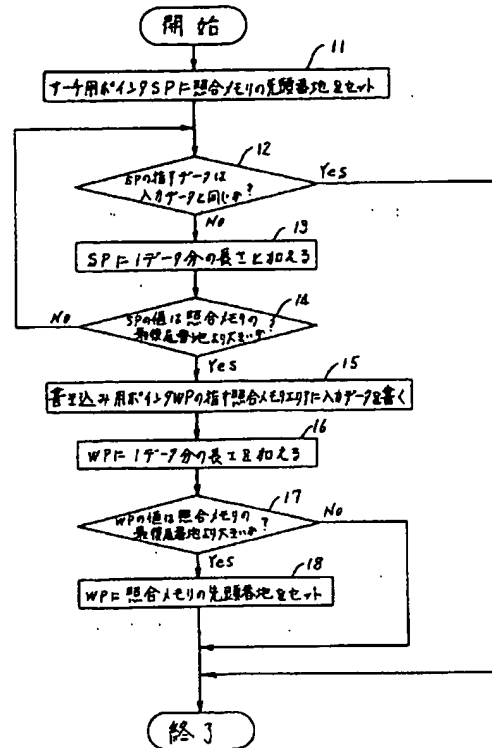 開始
11
サーチ用ポインタSPに照合メモリの先頭番地をセット
12
SPの指すデータは
入力データと同じか?
Yes
No
13
SPに1データ分の長さを加える
14
SPの値は照合メモリの
最終尾番地より大きいか?
No
Yes
15
書き込み用ポインタWPの指す照合メモリエリアに入力データを書く
16
WPに1データ分の長さを加える
17
WPの値は照合メモリの
最終尾番地より大きいか?
No
Yes
18
WPに照合メモリの先頭番地をセット
終了